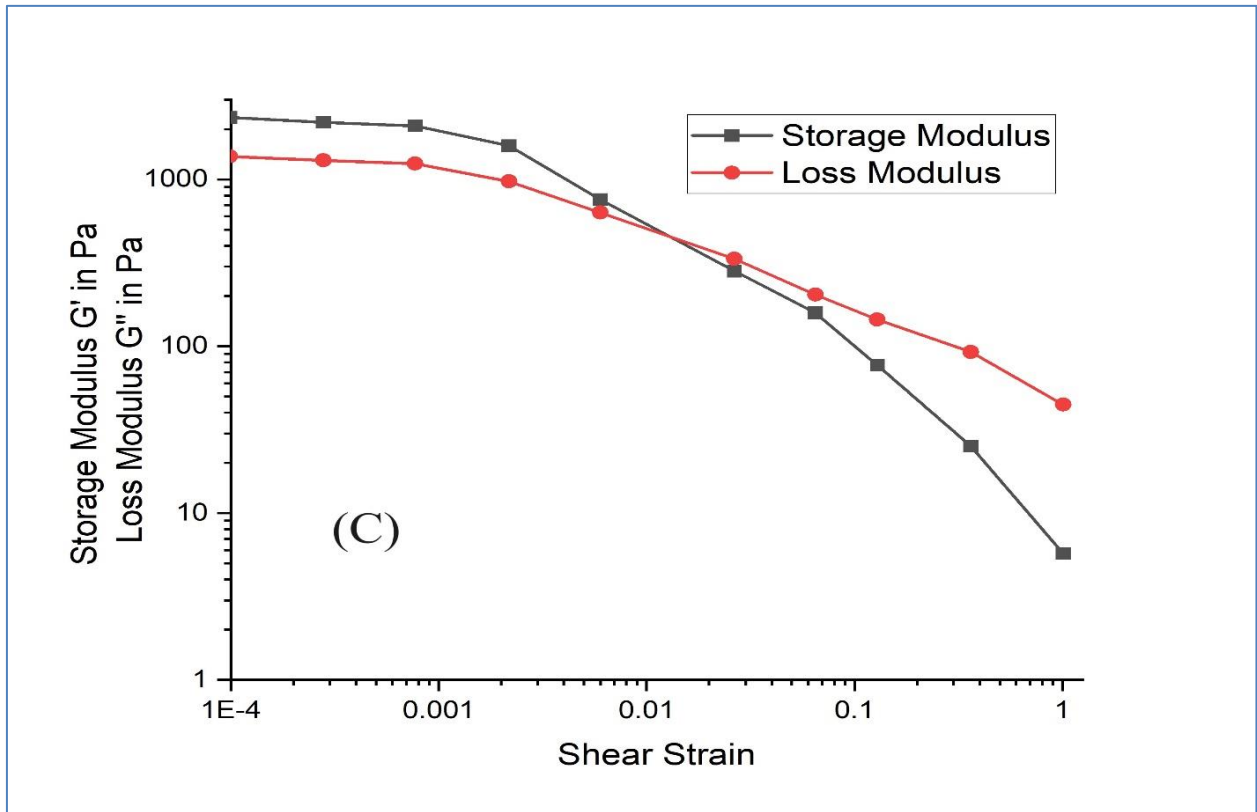 Storage Modulus G' in Pa
Loss Modulus G" in Pa
1000
100
10
1
Storage Modulus
Loss Modulus
(C)
1E-4
0.001
0.01
0.1
1
Shear Strain